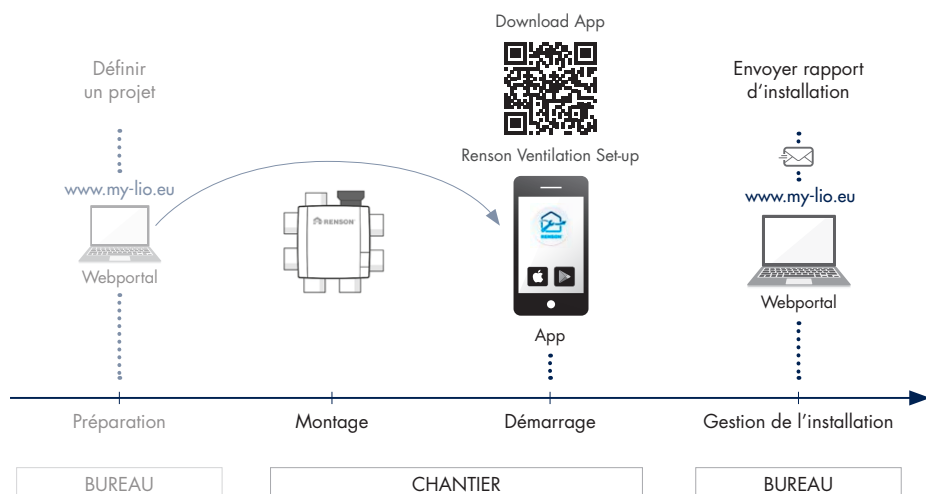 Download App
Définir
un projet
Envoyer rapport
d'installation
Renson Ventilation Set-up
www.my-lio.eu
www.my-lio.eu
RENSON
RENSON
Webportal
Webportal
App
Préparation
Montage
Démarrage
Gestion de l'installation
BUREAU
CHANTIER
BUREAU